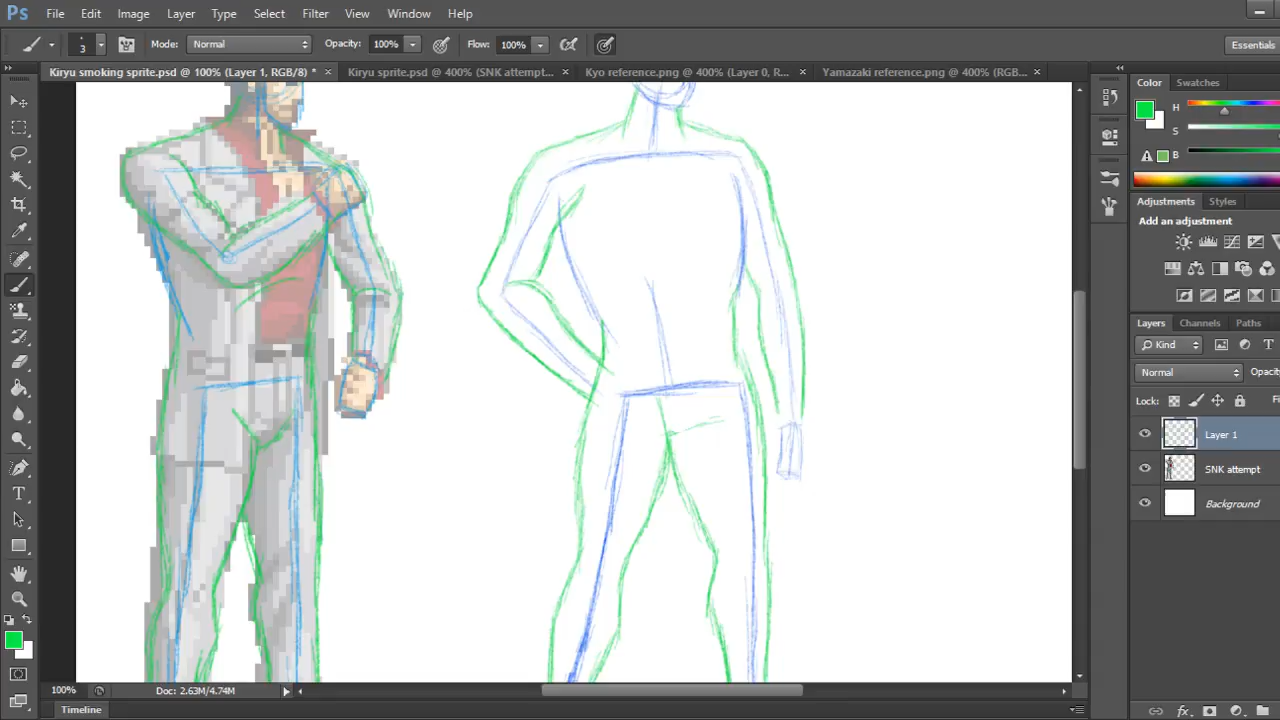 Ps File Edit Image Layer Type Select Filter View Window Help
3 Mode: Normal Opacity: 100% Flow: 100% Essentials
Kiryu smoking sprite.psd @ 100% (Layer 1, RGB/8) * × Kiryu sprite.psd @ 400% (SNK attempt... × Kyo reference.png @ 400% (Layer 0, R... × Yamazaki reference.png @ 400% (RGB... ×
Color Swatches
H
S
B
Adjustments Styles
Add an adjustment
Layers Channels Paths
Kind
Normal Opacity
Lock: Fi
Layer 1
SNK attempt
Background
100% Doc: 2.63M/4.74M
Timeline
fx